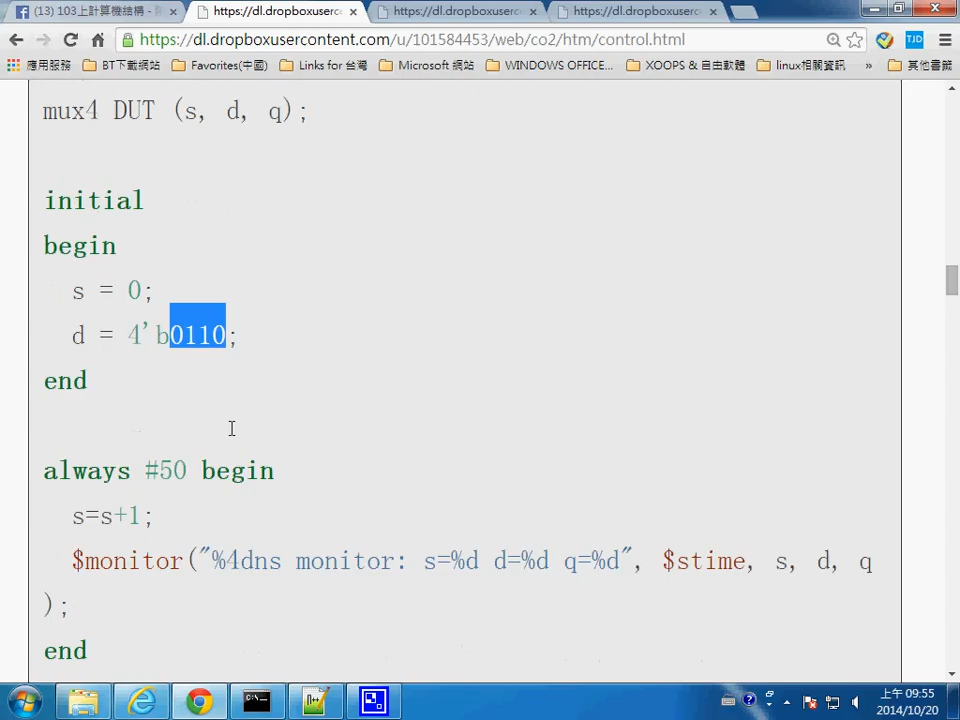 (13) 103上計算機結構 -
https://dl.dropboxuserc
https://dl.dropboxuserc
https://dl.dropboxuserc
https://dl.dropboxusercontent.com/u/101584453/web/co2/htm/control.html
應用服務 BT下載網站 Favorites(中國) Links for 台灣 Microsoft 網站 WINDOWS OFFICE... XOOPS & 自由軟體 linux相關資訊 » 其他書籤
TJD
mux4 DUT (s, d, q);
initial
begin
s = 0;
d = 4'b0110;
end
always #50 begin
s=s+1;
$monitor("%4dns monitor: s=%d d=%d q=%d", $stime, s, d, q
);
end
上午 09:55
2014/10/20